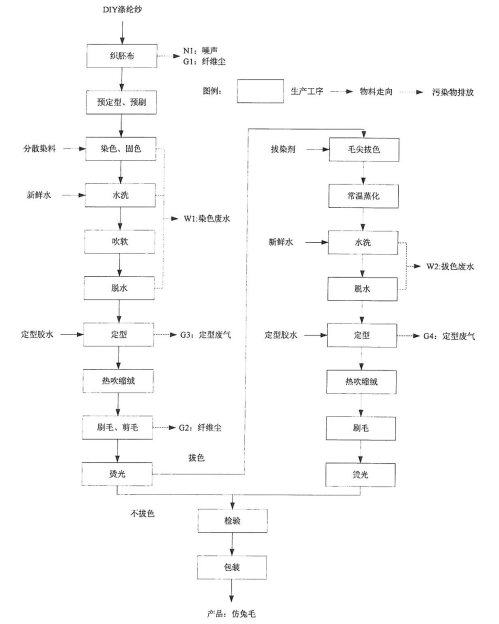 DIY涤纶纱
织胚布
N1：噪声
G1：纤维尘
图例：
生产工序
物料走向
污染物排放
预定型、预刷
分散染料
染色、固色
新鲜水
水洗
W1:染色废水
吹软
脱水
定型胶水
定型
G3：定型废气
热吹缩绒
刷毛、剪毛
G2：纤维尘
拔色
烫光
拔染剂
毛尖拔色
常温蒸化
新鲜水
水洗
W2:拔色废水
脱水
定型胶水
定型
G4：定型废气
热吹缩绒
刷毛
烫光
不拔色
检验
包装
产品：仿兔毛